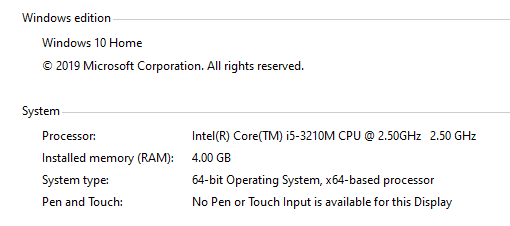 Windows edition
Windows 10 Home
© 2019 Microsoft Corporation. All rights reserved.
System
Processor: Intel(R) Core(TM) i5-3210M CPU @ 2.50GHz 2.50 GHz
Installed memory (RAM): 4.00 GB
System type: 64-bit Operating System, x64-based processor
Pen and Touch: No Pen or Touch Input is available for this Display